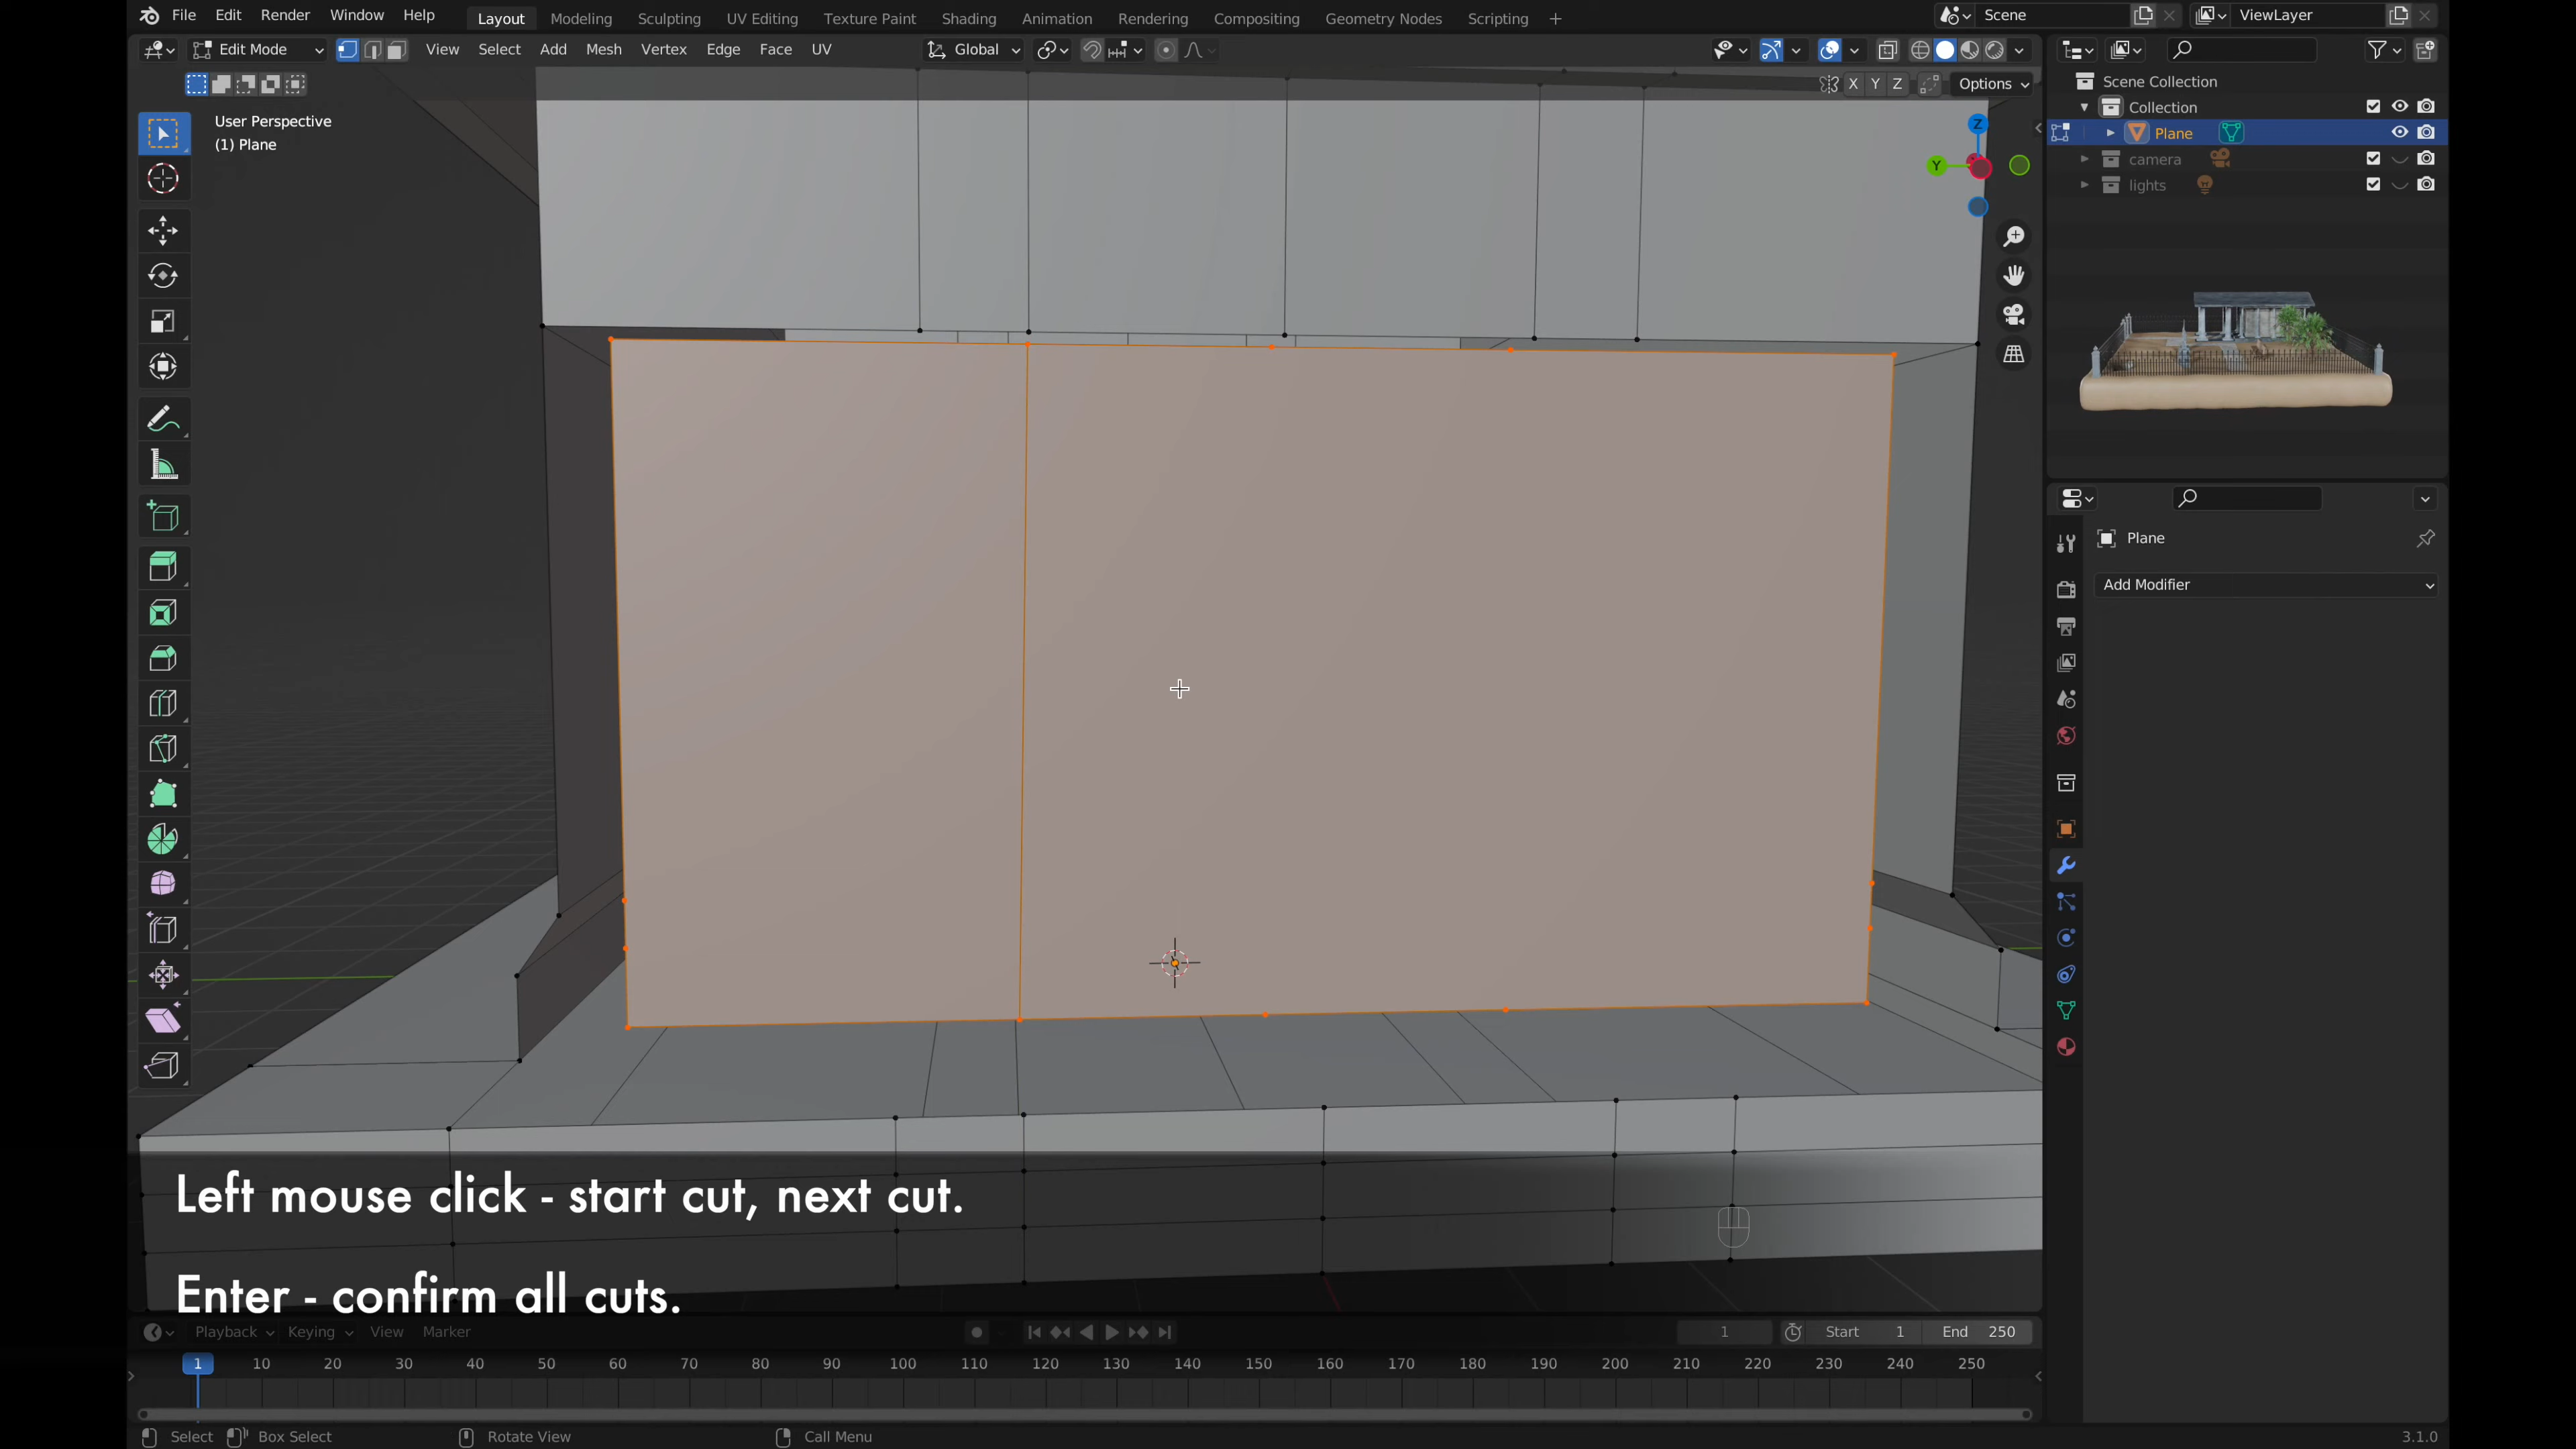 File Edit Render Window Help Layout Modeling Sculpting UV Editing Texture Paint Shading Animation Rendering Compositing Geometry Nodes Scripting + Scene ViewLayer
Edit Mode View Select Add Mesh Vertex Edge Face UV Global
X Y Z Options
User Perspective
(1) Plane
Z
Y
Scene Collection
Collection
Plane
camera
lights
Plane
Add Modifier
Left mouse click - start cut, next cut.
Enter - confirm all cuts.
Playback Keying View Marker 1 Start 1 End 250
1 10 20 30 40 50 60 70 80 90 100 110 120 130 140 150 160 170 180 190 200 210 220 230 240 250
Select Box Select Rotate View Call Menu 3.1.0